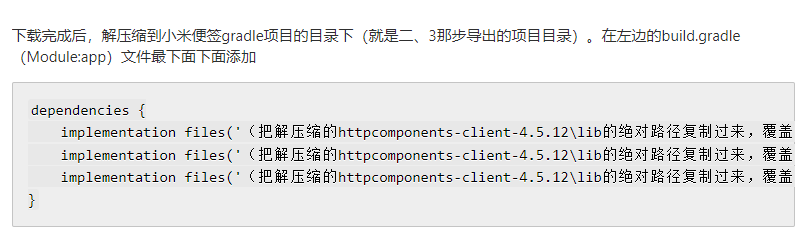 下载完成后，解压缩到小米便签gradle项目的目录下（就是二、3那步导出的项目目录）。在左边的build.gradle
（Module:app）文件最下面下面添加
dependencies {
    implementation files('（把解压缩的httpcomponents-client-4.5.12\lib的绝对路径复制过来，覆盖
    implementation files('（把解压缩的httpcomponents-client-4.5.12\lib的绝对路径复制过来，覆盖
    implementation files('（把解压缩的httpcomponents-client-4.5.12\lib的绝对路径复制过来，覆盖
}